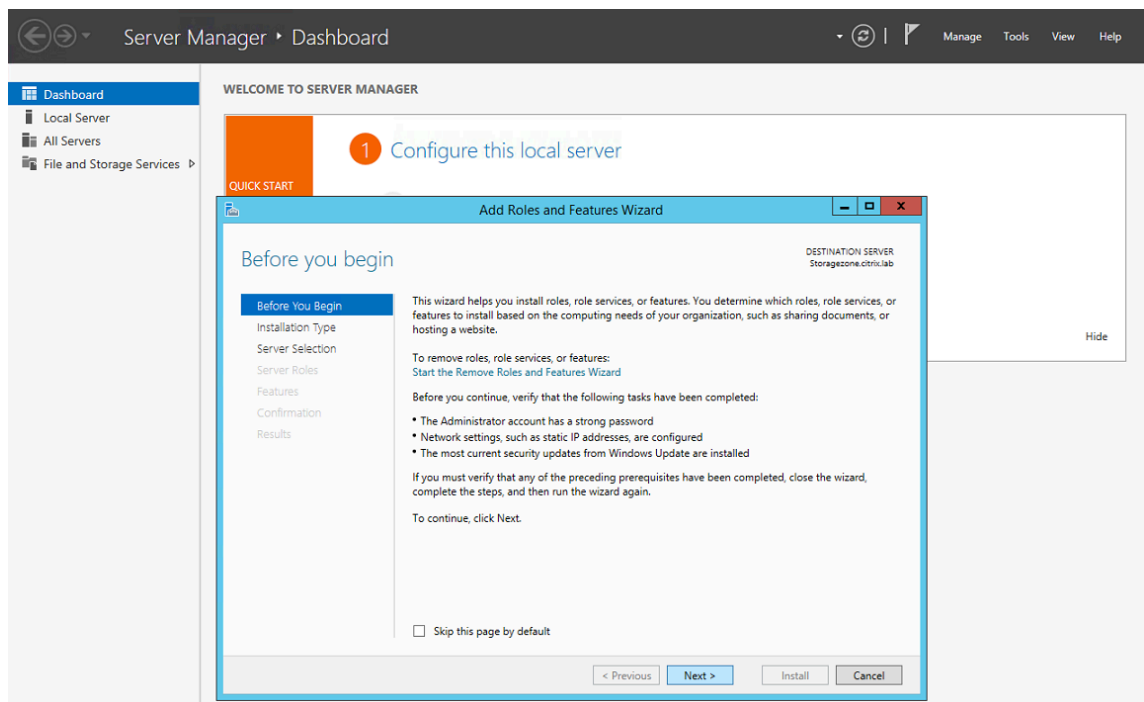 Server Manager ‣ Dashboard
Manage Tools View Help
Dashboard
Local Server
All Servers
File and Storage Services
WELCOME TO SERVER MANAGER
QUICK START
1 Configure this local server
Hide
Add Roles and Features Wizard
Before you begin
DESTINATION SERVER
Storagezone.citrix.lab
Before You Begin
Installation Type
Server Selection
Server Roles
Features
Confirmation
Results
This wizard helps you install roles, role services, or features. You determine which roles, role services, or
features to install based on the computing needs of your organization, such as sharing documents, or
hosting a website.
To remove roles, role services, or features:
Start the Remove Roles and Features Wizard
Before you continue, verify that the following tasks have been completed:
• The Administrator account has a strong password
• Network settings, such as static IP addresses, are configured
• The most current security updates from Windows Update are installed
If you must verify that any of the preceding prerequisites have been completed, close the wizard,
complete the steps, and then run the wizard again.
To continue, click Next.
Skip this page by default
< Previous Next > Install Cancel